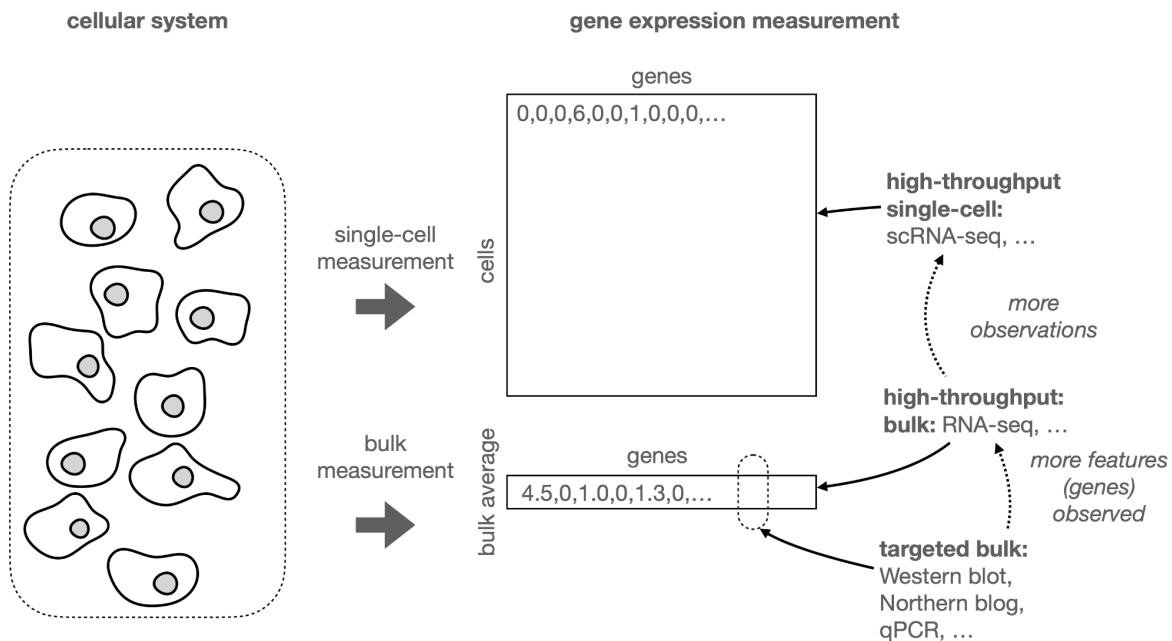 cellular system
gene expression measurement
genes
0,0,0,6,0,0,1,0,0,0,…
cells
single-cell
measurement
high-throughput
single-cell:
scRNA-seq, …
more
observations
high-throughput:
bulk: RNA-seq, …
bulk
measurement
genes
4.5,0,1.0,0,1.3,0,…
bulk average
more features
(genes)
observed
targeted bulk:
Western blot,
Northern blog,
qPCR, …